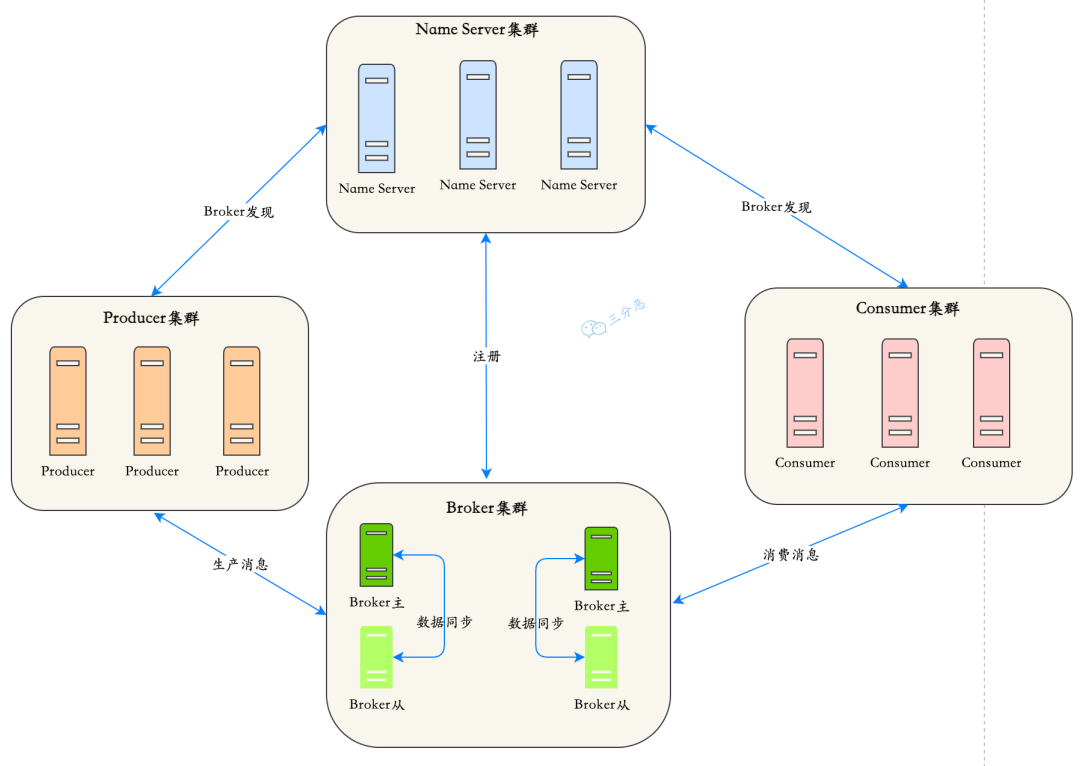 Name Server集群
Name Server
Name Server
Name Server
Broker发现
Broker发现
三分恶
Producer集群
Producer
Producer
Producer
注册
Consumer集群
Consumer
Consumer
Consumer
生产消息
消费消息
Broker集群
Broker主
Broker主
数据同步
数据同步
Broker从
Broker从